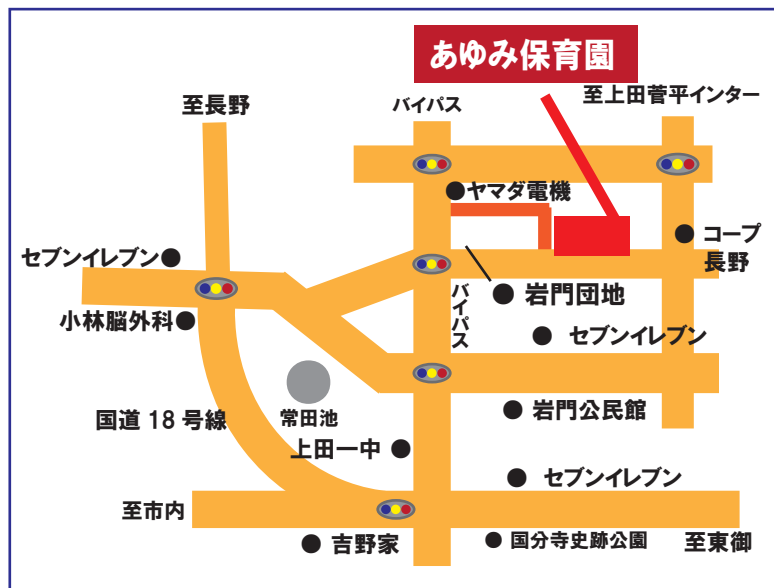 あゆみ保育園
至長野
バイパス
至上田菅平インター
ヤマダ電機
セブンイレブン
コープ
長野
岩門団地
バイパス
小林脳外科
セブンイレブン
国道 18 号線
常田池
岩門公民館
上田一中
セブンイレブン
至市内
吉野家
国分寺史跡公園
至東御